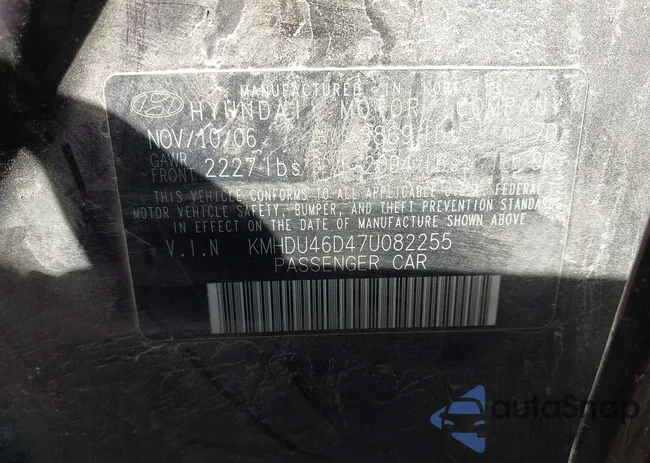 MANUFACTURED IN KOREA BY
HYUNDAI MOTOR COMPANY
NOV/10/06
GAWR
FRONT 2227lbs
THIS VEHICLE CONFORMS TO ALL APPLICABLE U.S.A. FEDERAL
MOTOR VEHICLE SAFETY, BUMPER, AND THEFT PREVENTION STANDARDS
IN EFFECT ON THE DATE OF MANUFACTURE SHOWN ABOVE.
V.I.N KMHDU46D47U082255
PASSENGER CAR
autoSnap